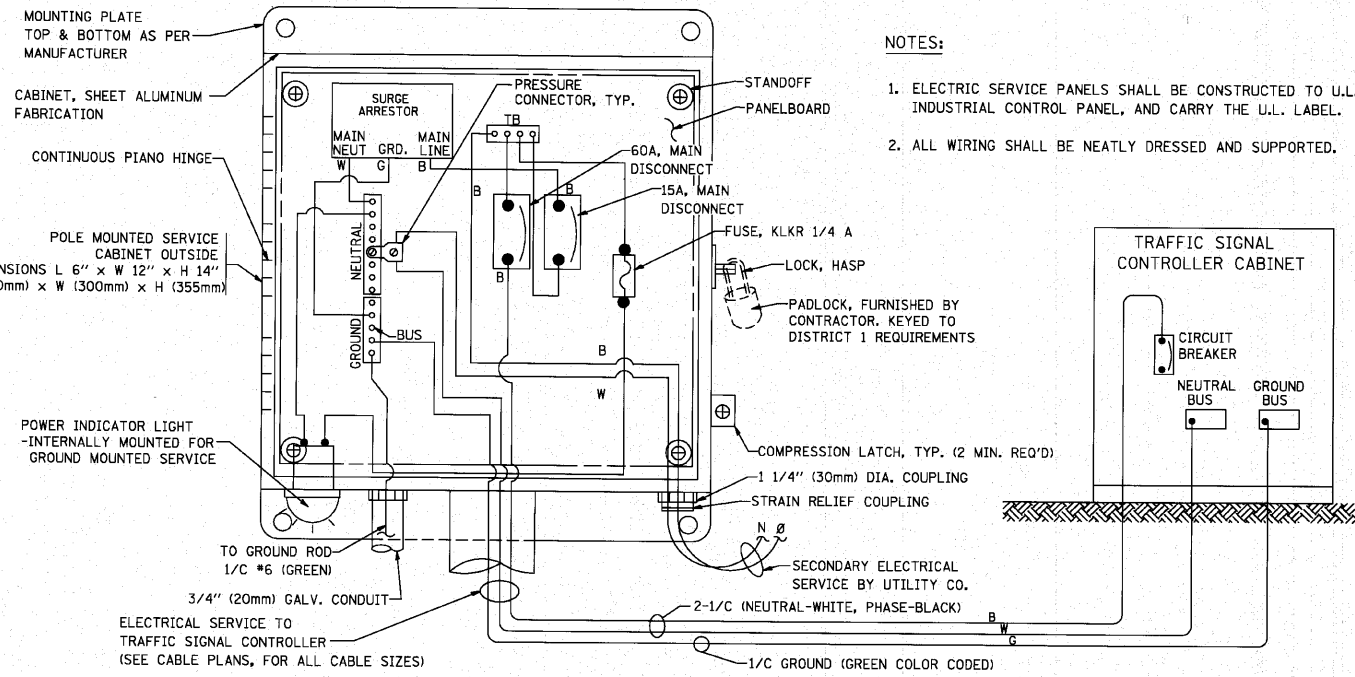 MOUNTING PLATE
TOP & BOTTOM AS PER
MANUFACTURER
CABINET, SHEET ALUMINUM
FABRICATION
CONTINUOUS PIANO HINGE
POLE MOUNTED SERVICE
CABINET OUTSIDE
NSIONS L 6" x W 12" x H 14"
0mm) x W (300mm) x H (355mm)
POWER INDICATOR LIGHT
-INTERNALLY MOUNTED FOR
GROUND MOUNTED SERVICE
TO GROUND ROD
1/C #6 (GREEN)
3/4" (20mm) GALV. CONDUIT
ELECTRICAL SERVICE TO
TRAFFIC SIGNAL CONTROLLER
(SEE CABLE PLANS, FOR ALL CABLE SIZES)
SURGE
ARRESTOR
MAIN
NEUT
GRD.
MAIN
LINE
W
G
B
PRESSURE
CONNECTOR, TYP.
TB
STANDOFF
PANELBOARD
60A, MAIN
DISCONNECT
15A, MAIN
DISCONNECT
B
B
B
FUSE, KLKR 1/4 A
NEUTRAL
GROUND
BUS
B
W
LOCK, HASP
PADLOCK, FURNISHED BY
CONTRACTOR. KEYED TO
DISTRICT 1 REQUIREMENTS
COMPRESSION LATCH, TYP. (2 MIN. REQ'D)
1 1/4" (30mm) DIA. COUPLING
STRAIN RELIEF COUPLING
N Ø
SECONDARY ELECTRICAL
SERVICE BY UTILITY CO.
2-1/C (NEUTRAL-WHITE, PHASE-BLACK)
B
W
G
1/C GROUND (GREEN COLOR CODED)
NOTES:
1. ELECTRIC SERVICE PANELS SHALL BE CONSTRUCTED TO U.L.
INDUSTRIAL CONTROL PANEL, AND CARRY THE U.L. LABEL.
2. ALL WIRING SHALL BE NEATLY DRESSED AND SUPPORTED.
TRAFFIC SIGNAL
CONTROLLER CABINET
CIRCUIT
BREAKER
NEUTRAL
BUS
GROUND
BUS